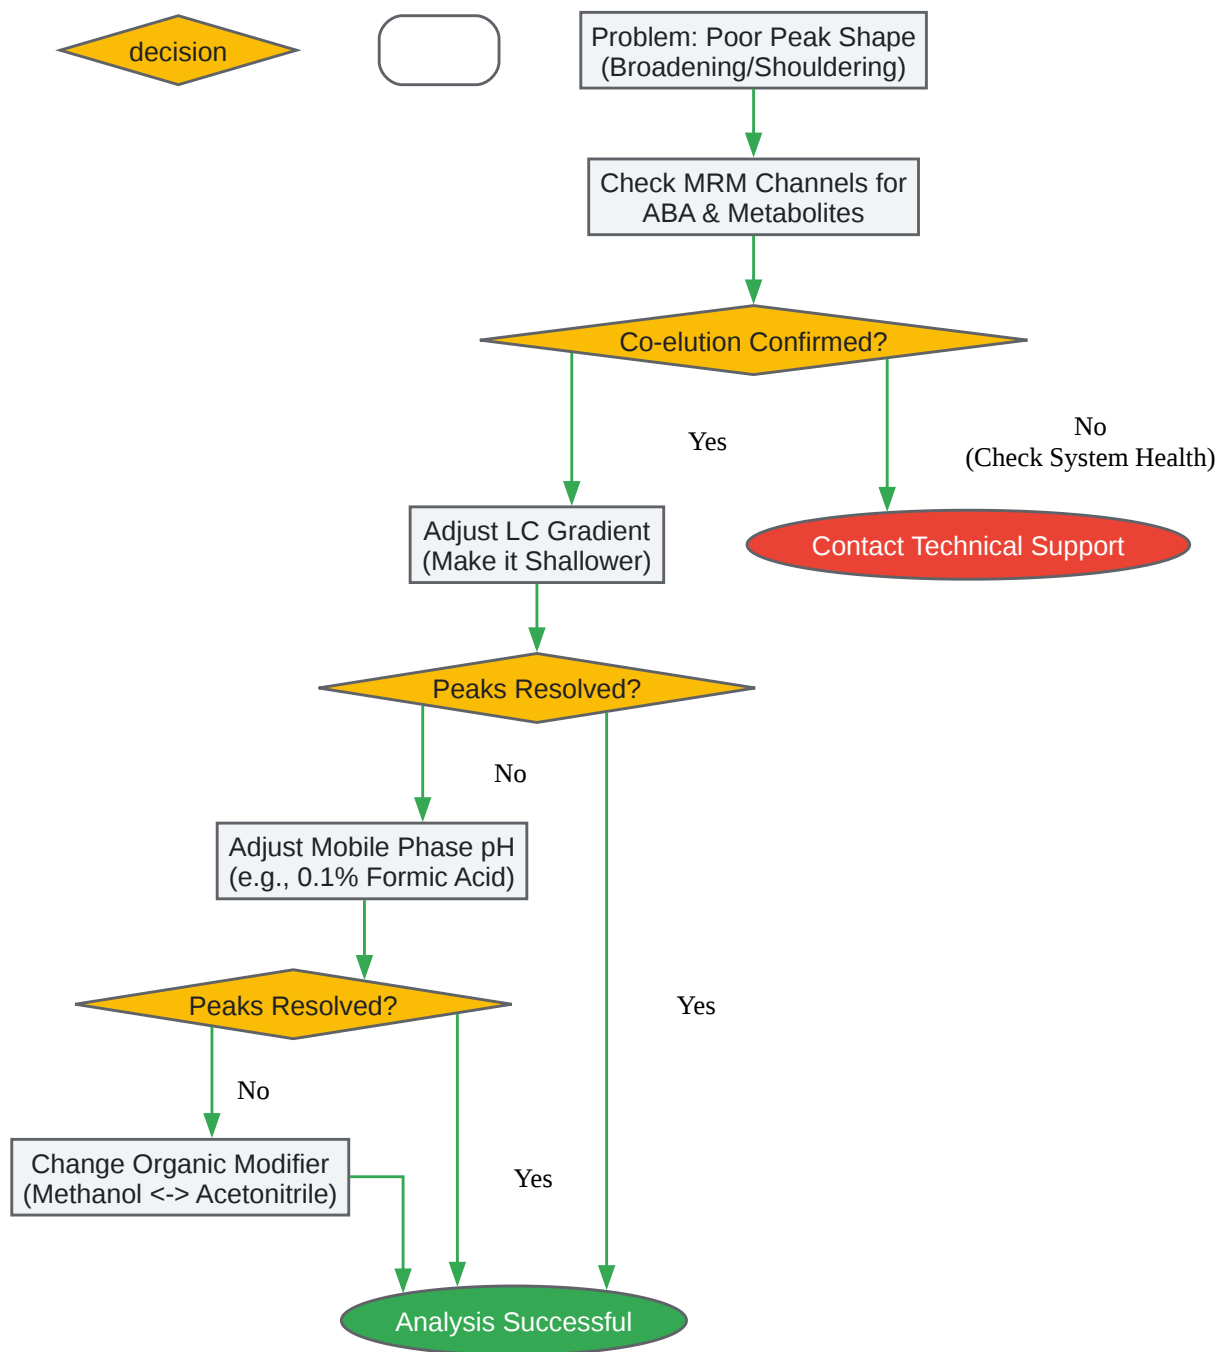 decision
Problem: Poor Peak Shape
(Broadening/Shouldering)
Check MRM Channels for
ABA & Metabolites
Co-elution Confirmed?
Yes
No
(Check System Health)
Adjust LC Gradient
(Make it Shallower)
Contact Technical Support
Peaks Resolved?
No
Adjust Mobile Phase pH
(e.g., 0.1% Formic Acid)
Peaks Resolved?
Yes
No
Change Organic Modifier
(Methanol <-> Acetonitrile)
Yes
Analysis Successful